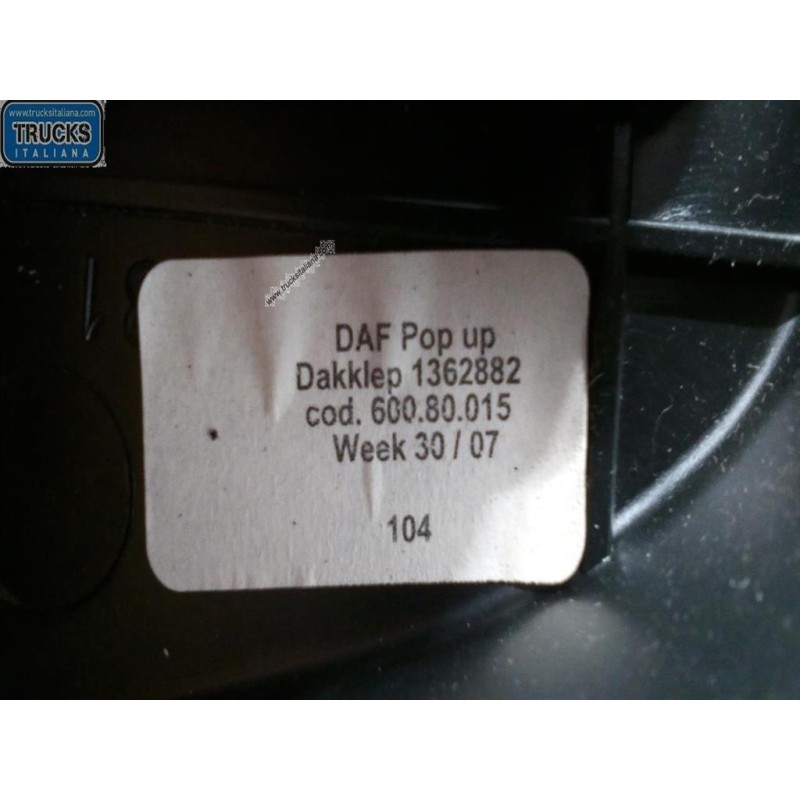 www.trucksitaliana.com
TRUCKS
ITALIANA
www.trucksitaliana.com
DAF Pop up
Dakklep 1362882
cod. 600.80.015
Week 30 / 07
104